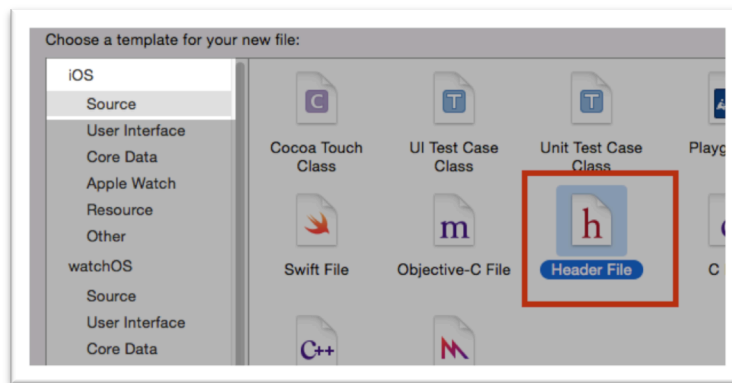 Choose a template for your new file:
iOS
Source
User Interface
Core Data
Apple Watch
Resource
Other
watchOS
Source
User Interface
Core Data
C
Cocoa Touch
Class
T
UI Test Case
Class
T
Unit Test Case
Class
Playg
Swift File
m
Objective-C File
h
Header File
C
C++